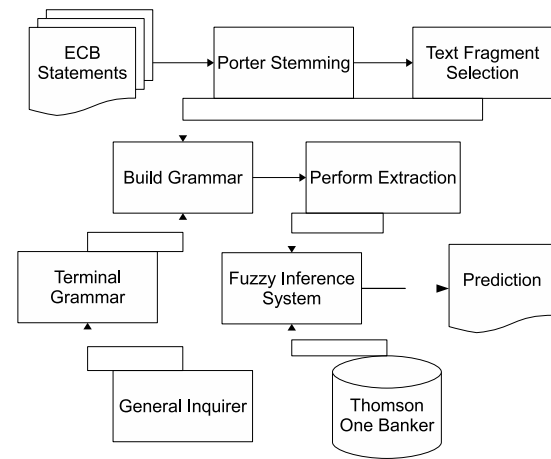 ECB
Statements
Porter Stemming
Text Fragment
Selection
Build Grammar
Perform Extraction
Terminal
Grammar
Fuzzy Inference
System
Prediction
General Inquirer
Thomson
One Banker